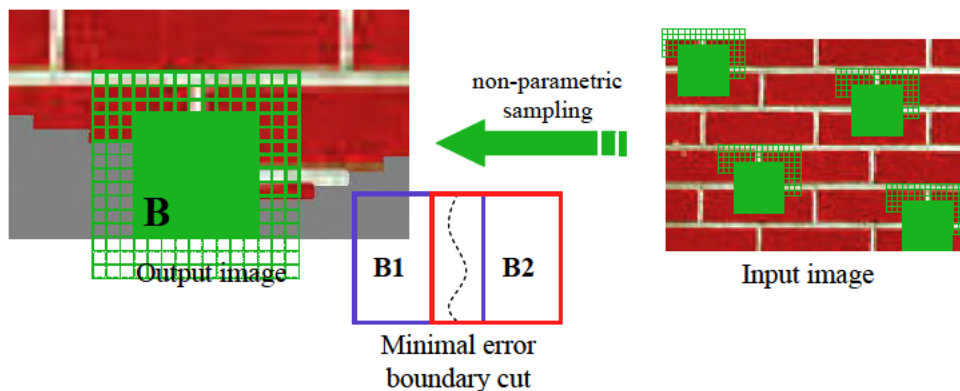 non-parametric
sampling
B
Output image
B1
B2
Minimal error
boundary cut
Input image